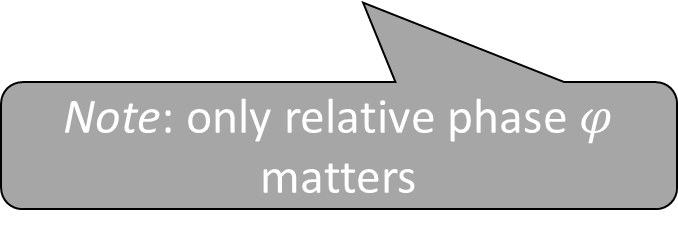 Note: only relative phase φ
matters